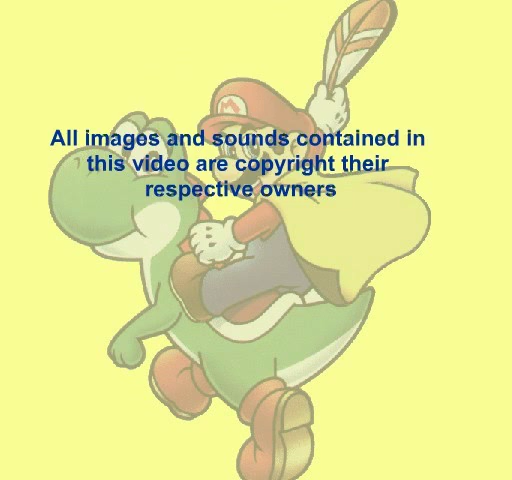 M
All images and sounds contained in
this video are copyright their
respective owners